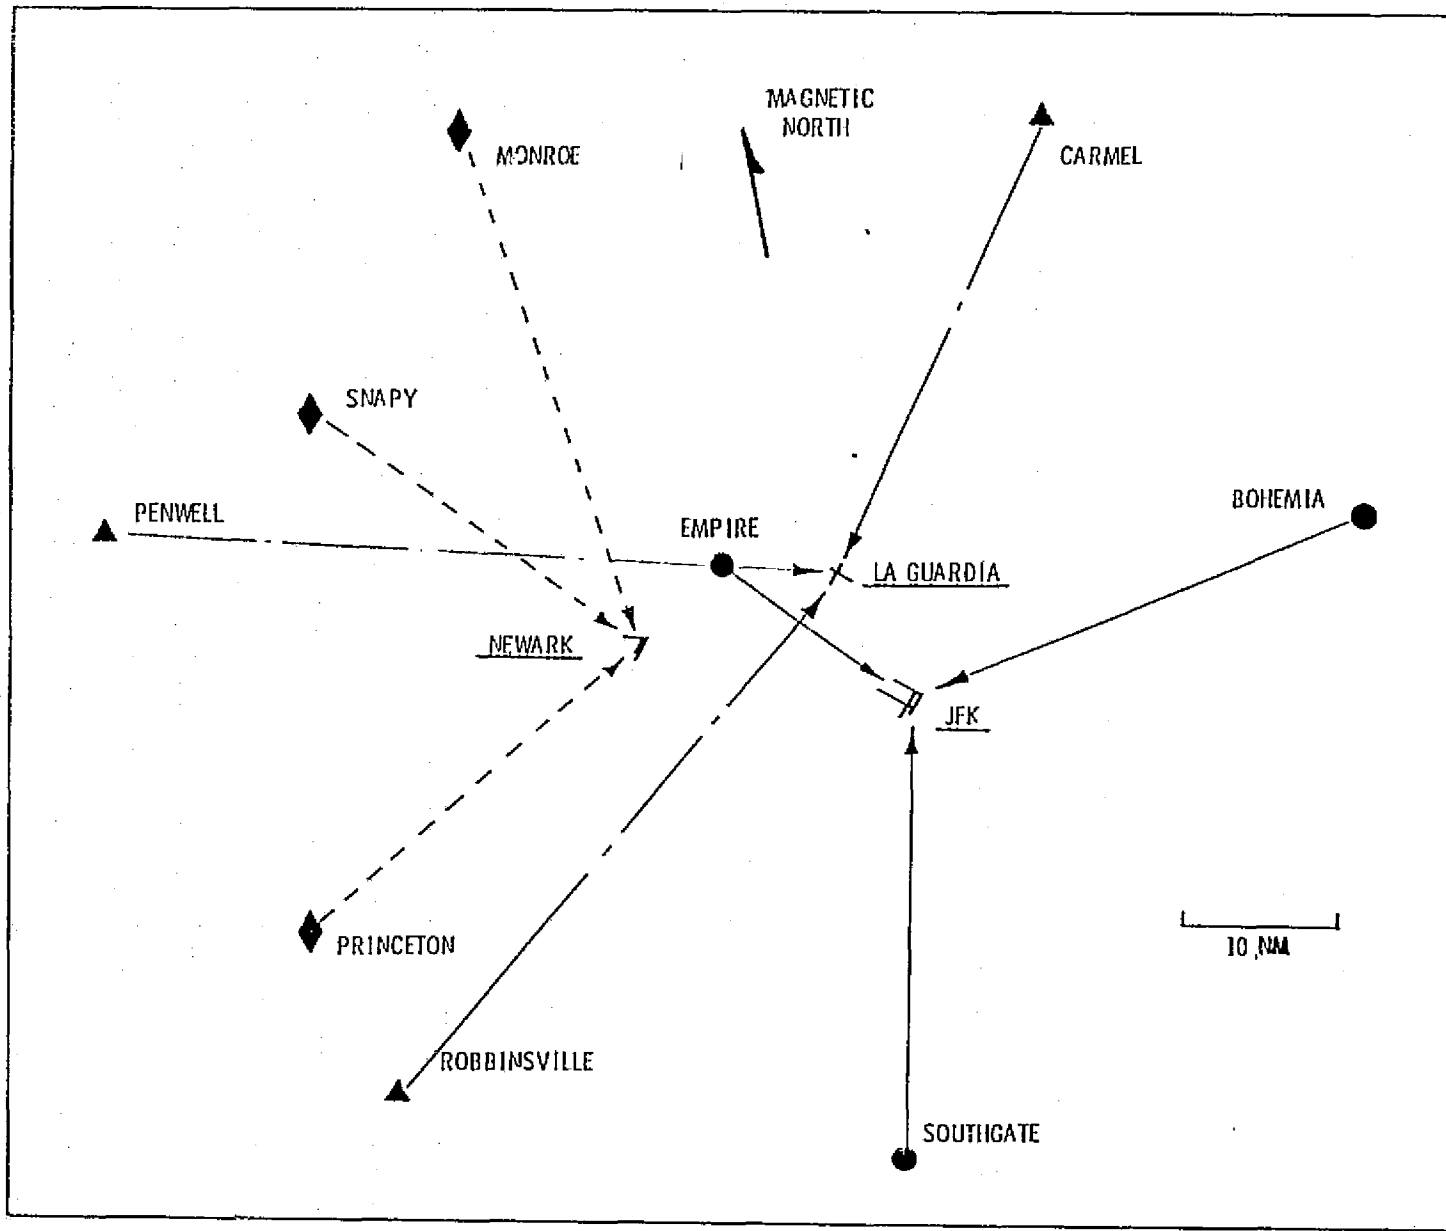 MAGNETIC
NORTH
MONROE
CARMEL
SNAPY
PENWELL
EMPIRE
BOHEMIA
LA GUARDIA
NEWARK
JFK
PRINCETON
10 NM
ROBBINSVILLE
SOUTHGATE